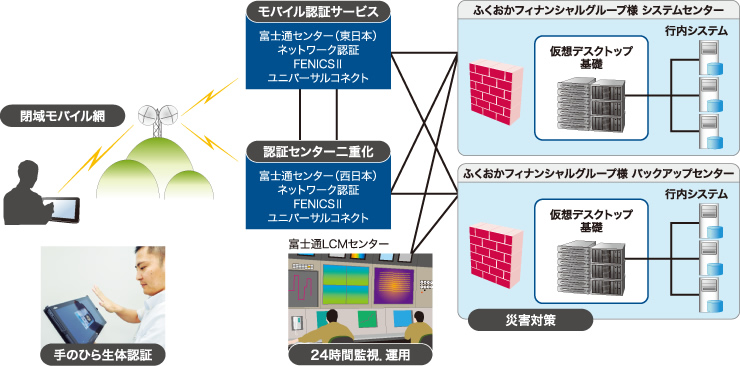 モバイル認証サービス
富士通センター（東日本）
ネットワーク認証
FENICSⅡ
ユニバーサルコネクト
閉域モバイル網
認証センター二重化
富士通センター（西日本）
ネットワーク認証
FENICSⅡ
ユニバーサルコネクト
富士通LCMセンター
24時間監視、運用
手のひら生体認証
ふくおかフィナンシャルグループ様 システムセンター
行内システム
仮想デスクトップ
基礎
ふくおかフィナンシャルグループ様 バックアップセンター
行内システム
仮想デスクトップ
基礎
災害対策